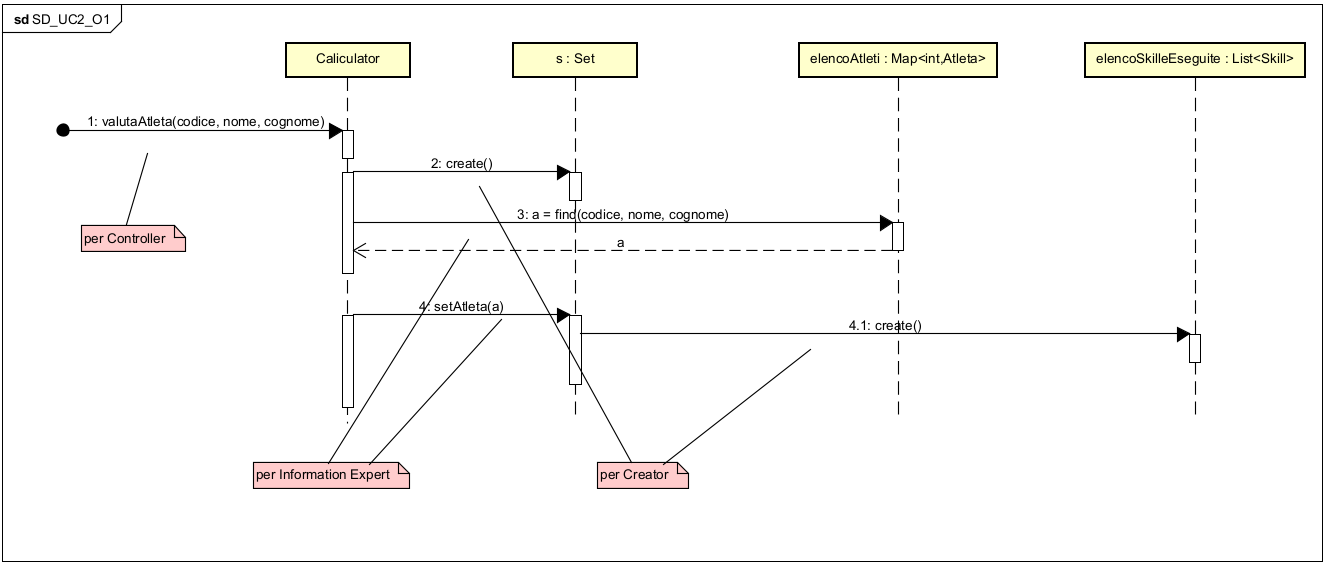 sd SD_UC2_O1
Caliculator
s : Set
elencoAtleti : Map<int,Atleta>
elencoSkilleEseguite : List<Skill>
1: valutaAtleta(codice, nome, cognome)
2: create()
3: a = find(codice, nome, cognome)
per Controller
a
4: setAtleta(a)
4.1: create()
per Information Expert
per Creator